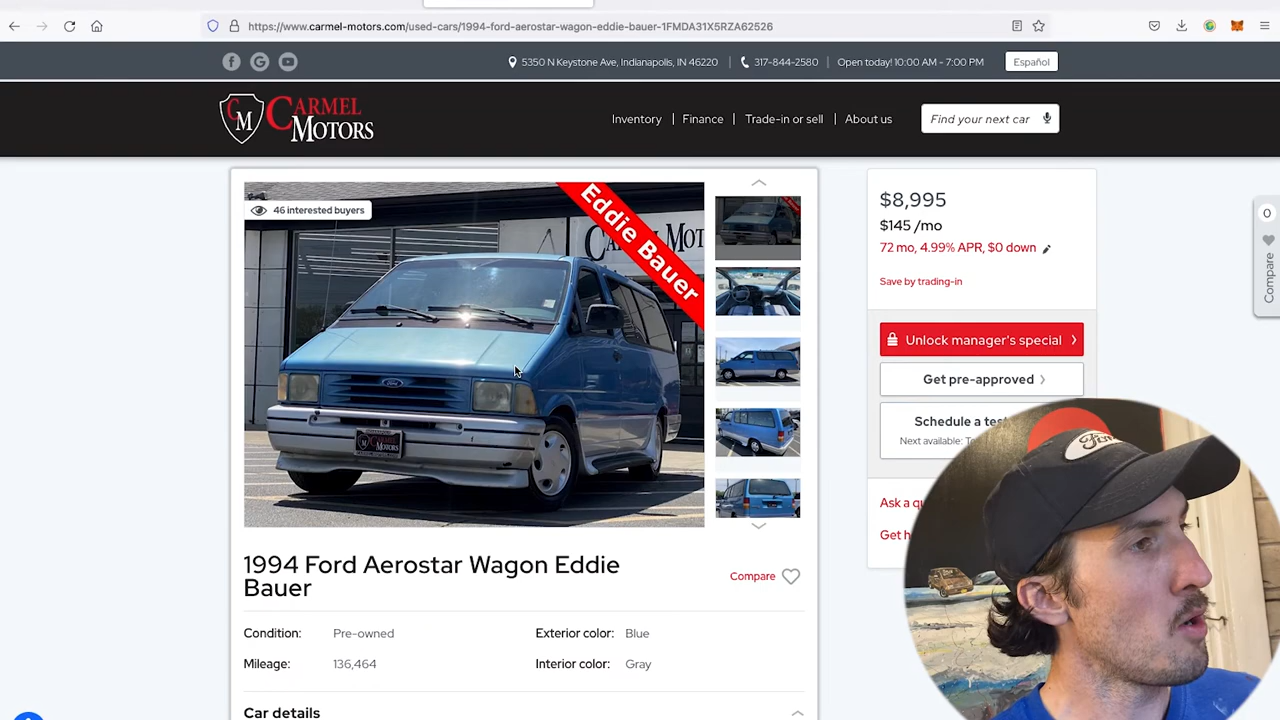 https://www.carmel-motors.com/used-cars/1994-ford-aerostar-wagon-eddie-bauer-1FMDA31X5RZA62526
5350 N Keystone Ave, Indianapolis, IN 46220
317-844-2580
Open today! 10:00 AM - 7:00 PM
Español
CM CARMEL MOTORS
Inventory
Finance
Trade-in or sell
About us
Find your next car
46 interested buyers
Eddie Bauer
CARMEL MOTORS
$8,995
$145 /mo
72 mo, 4.99% APR, $0 down
Save by trading-in
Unlock manager's special
Get pre-approved
Schedule a
Next available:
Ask a
Get
0
Compare
Ford
1994 Ford Aerostar Wagon Eddie
Bauer
Compare
Condition: Pre-owned
Exterior color: Blue
Mileage: 136,464
Interior color: Gray
Car details